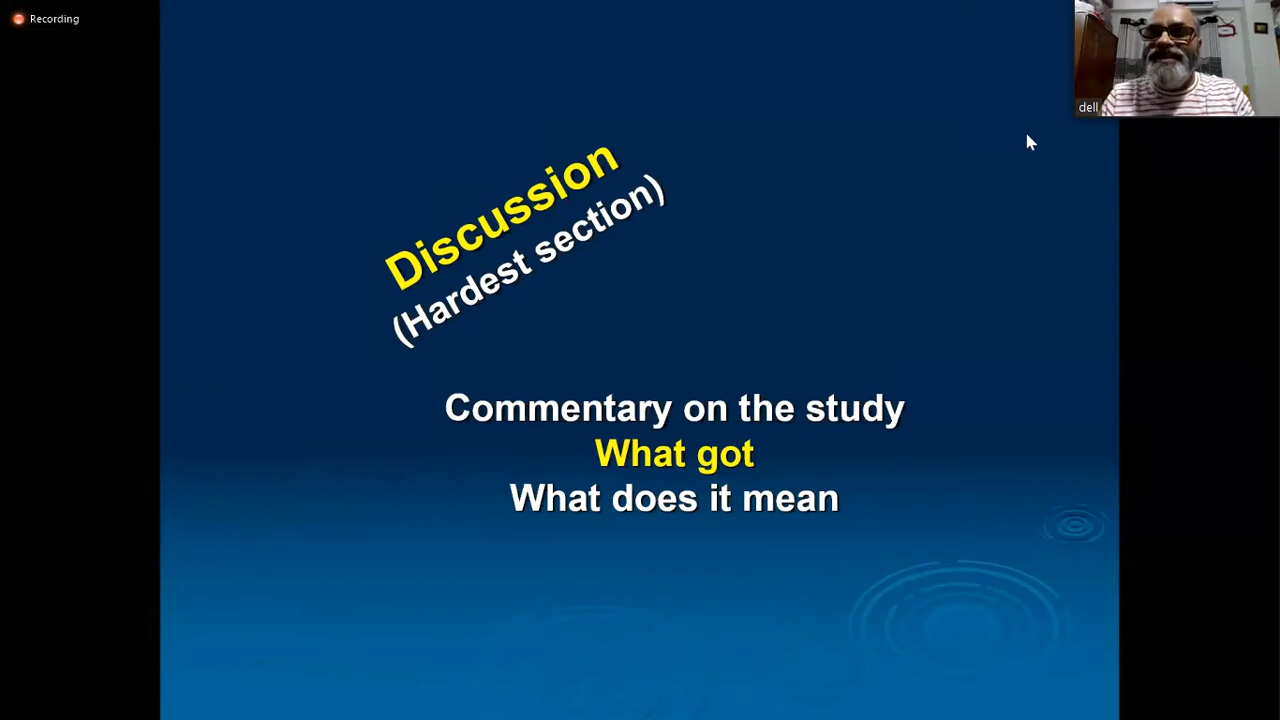 Recording
dell
Discussion
(Hardest section)
Commentary on the study
What got
What does it mean